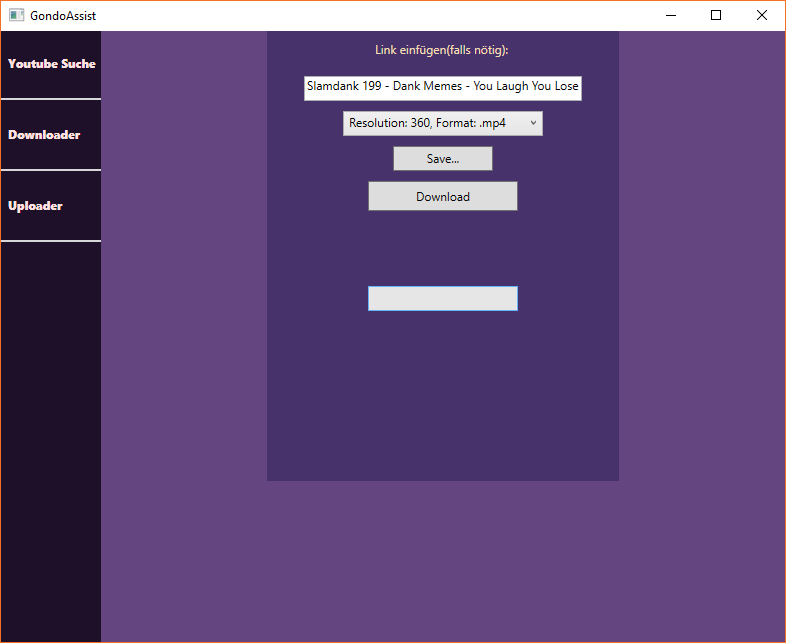 GondoAssist
Youtube Suche
Downloader
Uploader
Link einfügen(falls nötig):
Slamdank 199 - Dank Memes - You Laugh You Lose
Resolution: 360, Format: .mp4
Save...
Download